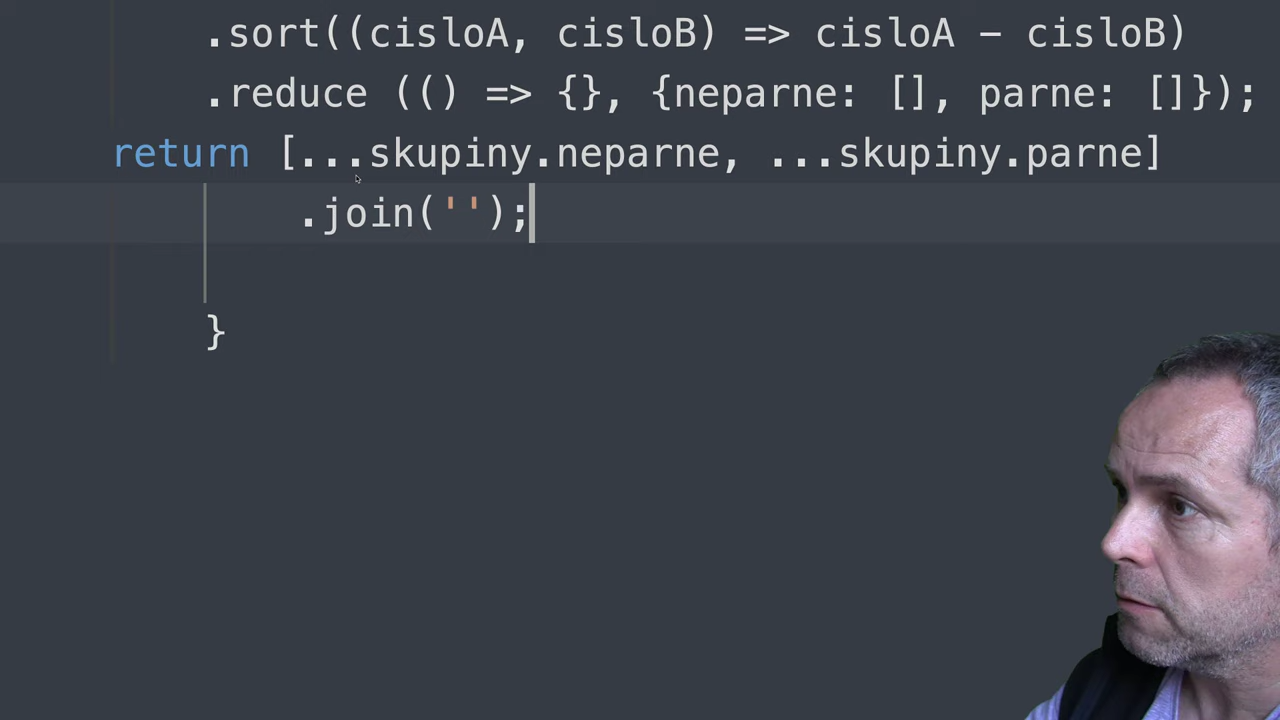 .sort((cisloA, cisloB) => cisloA - cisloB)
.reduce (() => {}, {neparne: [], parne: []});
return [...skupiny.neparne, ...skupiny.parne]
.join('');
}